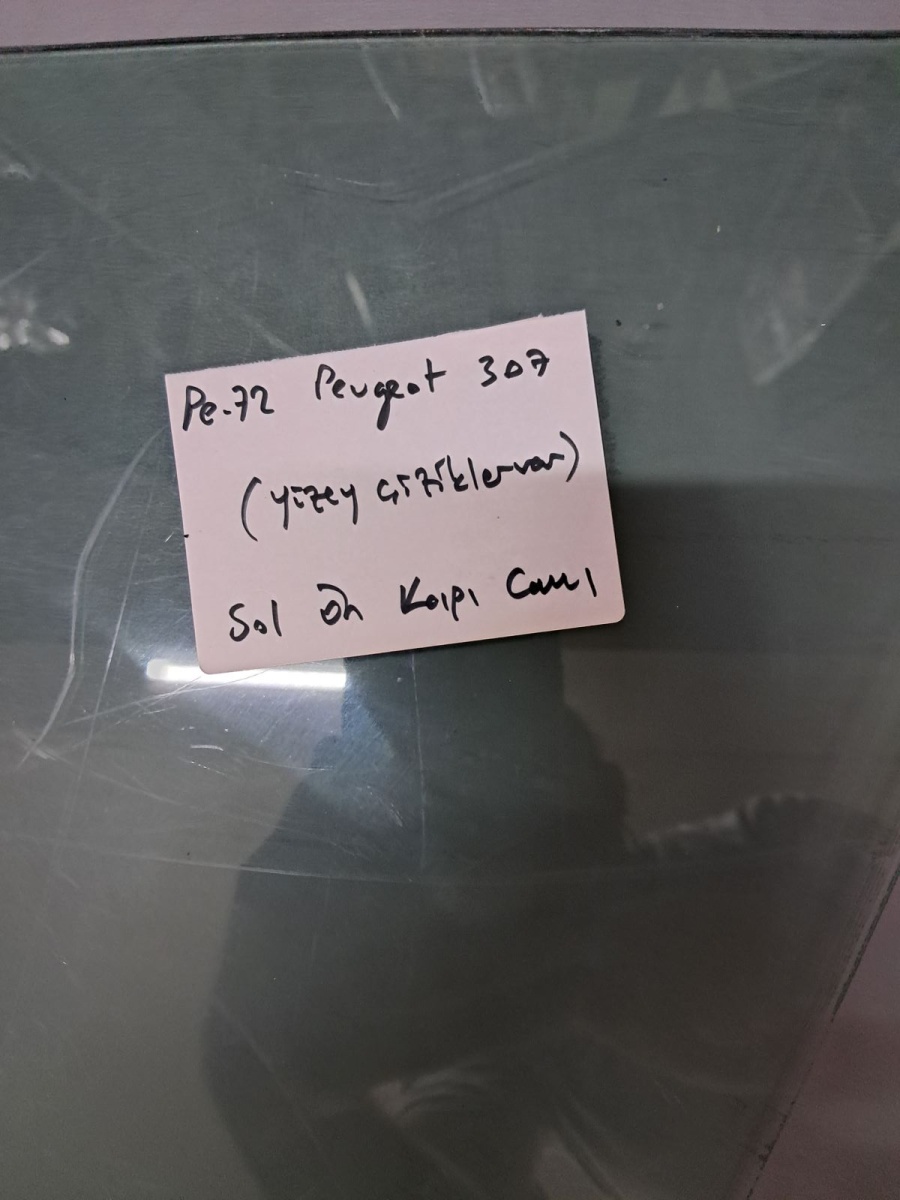 Pe.72 Peugeot 307
(yüzey çizikler var)
Sol Ön Kapı Camı